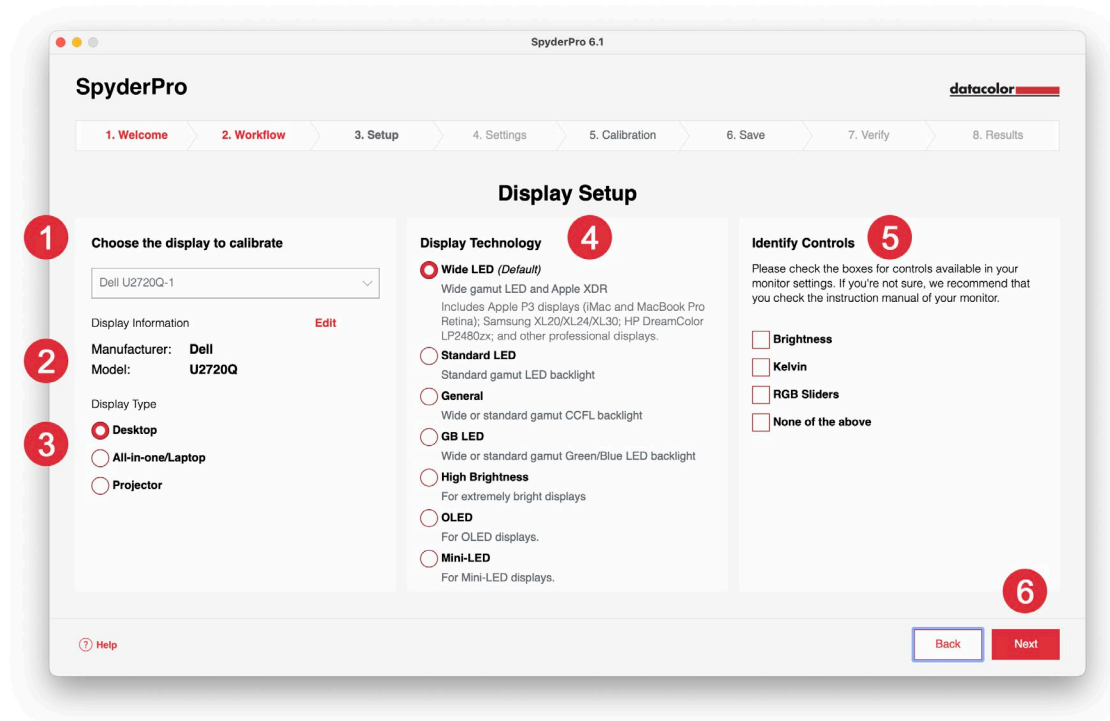 SpyderPro 6.1
SpyderPro
datacolor
1. Welcome
2. Workflow
3. Setup
4. Settings
5. Calibration
6. Save
7. Verify
8. Results
Display Setup
1
Choose the display to calibrate
Dell U2720Q-1
Display Information
Edit
2
Manufacturer: Dell
Model: U2720Q
Display Type
3
Desktop
All-in-one/Laptop
Projector
Display Technology
4
Wide LED (Default)
Wide gamut LED and Apple XDR
Includes Apple P3 displays (iMac and MacBook Pro
Retina); Samsung XL20/XL24/XL30; HP DreamColor
LP2480zx; and other professional displays.
Standard LED
Standard gamut LED backlight
General
Wide or standard gamut CCFL backlight
GB LED
Wide or standard gamut Green/Blue LED backlight
High Brightness
For extremely bright displays
OLED
For OLED displays.
Mini-LED
For Mini-LED displays.
Identify Controls
5
Please check the boxes for controls available in your
monitor settings. If you're not sure, we recommend that
you check the instruction manual of your monitor.
Brightness
Kelvin
RGB Sliders
None of the above
6
? Help
Back
Next